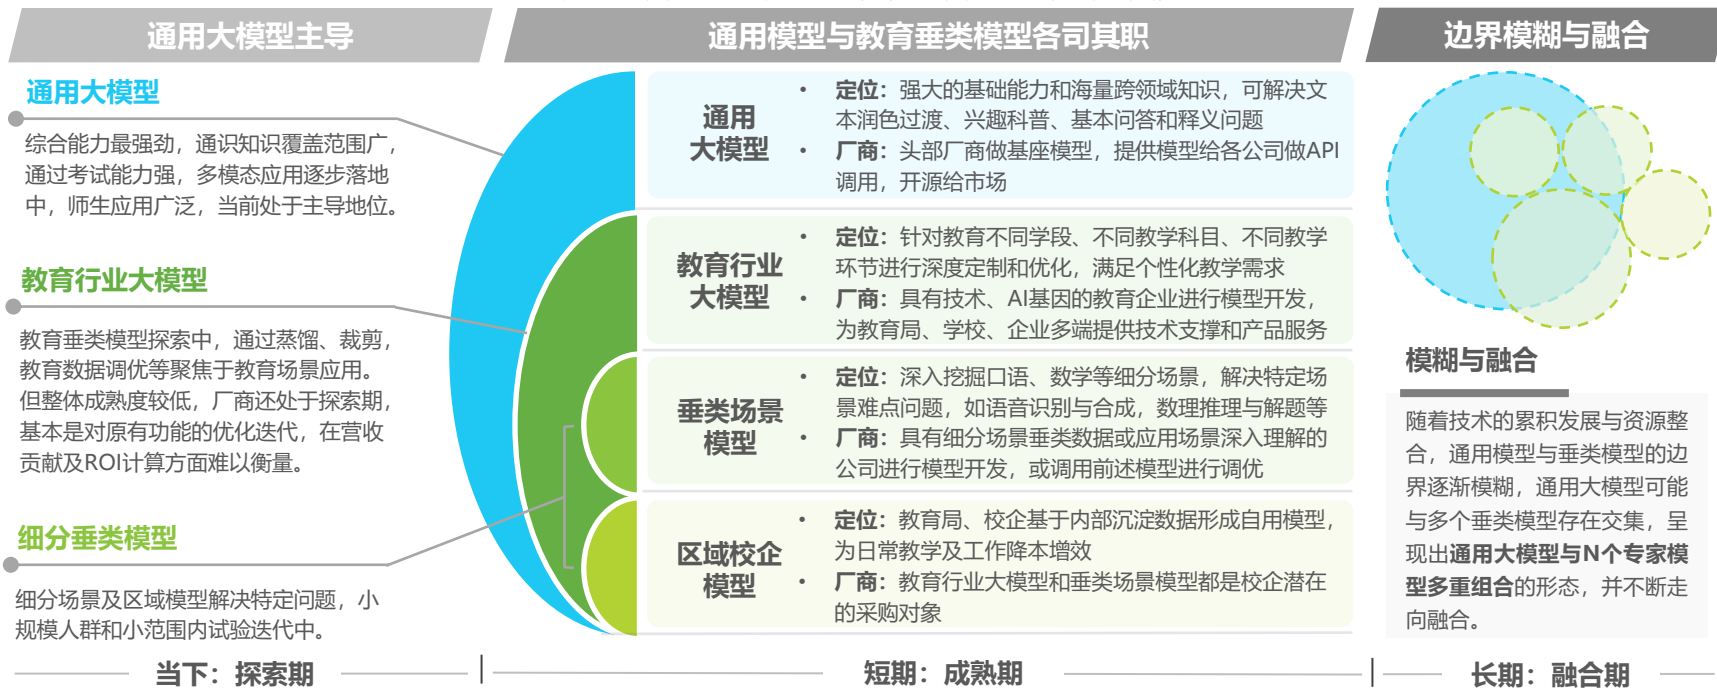 通用大模型主导
通用模型与教育垂类模型各司其职
边界模糊与融合
通用大模型
综合能力最强劲，通识知识覆盖范围广，
通过考试能力强，多模态应用逐步落地
中，师生应用广泛，当前处于主导地位。
教育行业大模型
教育垂类模型探索中，通过蒸馏、裁剪，
教育数据调优等聚焦于教育场景应用。
但整体成熟度较低，厂商还处于探索期，
基本是对原有功能的优化迭代，在营收
贡献及ROI计算方面难以衡量。
细分垂类模型
细分场景及区域模型解决特定问题，小
规模人群和小范围内试验迭代中。
通用
大模型
• 定位：强大的基础能力和海量跨领域知识，可解决文
本润色过渡、兴趣科普、基本问答和释义问题
• 厂商：头部厂商做基座模型，提供模型给各公司做API
调用，开源给市场
教育行业
大模型
• 定位：针对教育不同学段、不同教学科目、不同教学
环节进行深度定制和优化，满足个性化教学需求
• 厂商：具有技术、AI基因的教育企业进行模型开发，
为教育局、学校、企业多端提供技术支撑和产品服务
垂类场景
模型
• 定位：深入挖掘口语、数学等细分场景，解决特定场
景难点问题，如语音识别与合成，数理推理与解题等
• 厂商：具有细分场景垂类数据或应用场景深入理解的
公司进行模型开发，或调用前述模型进行调优
区域校企
模型
• 定位：教育局、校企基于内部沉淀数据形成自用模型，
为日常教学及工作降本增效
• 厂商：教育行业大模型和垂类场景模型都是校企潜在
的采购对象
模糊与融合
随着技术的累积发展与资源整
合，通用模型与垂类模型的边
界逐渐模糊，通用大模型可能
与多个垂类模型存在交集，呈
现出通用大模型与N个专家模
型多重组合的形态，并不断走
向融合。
当下：探索期
短期：成熟期
长期：融合期